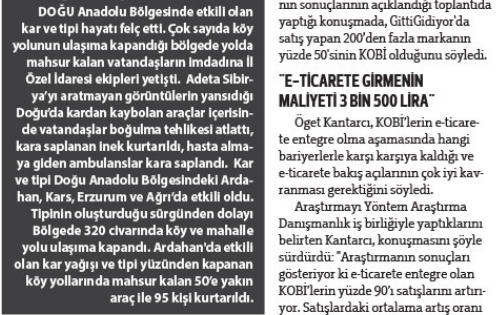 DOĞU Anadolu Bölgesinde etkili olan
kar ve tipi hayatı felç etti. Çok sayıda köy
yolunun ulaşıma kapandığı bölgede yolda
mahsur kalan vatandaşların imdadına İl
Özel İdaresi ekipleri yetişti. Adeta Sibir-
ya'yı aratmayan görüntülerin yansıdığı
Doğu'da kardan kaybolan araçlar içerisin-
de vatandaşlar boğulma tehlikesi atlattı,
kara saplanan inek kurtarıldı, hasta alma-
ya giden ambulanslar kara saplandı. Kar
ve tipi Doğu Anadolu Bölgesindeki Arda-
han, Kars, Erzurum ve Ağrı'da etkili oldu.
Tipinin oluşturduğu sürgünden dolayı
Bölgede 320 civarında köy ve mahalle
yolu ulaşıma kapandı. Ardahan'da etkili
olan kar yağışı ve tipi yüzünden kapanan
köy yollarında mahsur kalan 50'e yakın
araç ile 95 kişi kurtarıldı.
nın sonuçlarının açıklandığı toplantıda
yaptığı konuşmada, GittiGidiyor'da
satış yapan 200'den fazla markanın
yüzde 50'sinin KOBİ olduğunu söyledi.
"E-TİCARETE GİRMENİN
MALİYETİ 3 BİN 500 LİRA"
Öget Kantarcı, KOBİ'lerin e-ticare-
te entegre olma aşamasında hangi
bariyerlerle karşı karşıya kaldığı ve
e-ticarete bakış açılarının çok iyi kav-
ranması gerektiğini söyledi.
Araştırmayı Yöntem Araştırma
Danışmanlık iş birliğiyle yaptıklarını
belirten Kantarcı, konuşmasını şöyle
sürdürdü: "Araştırmanın sonuçları
gösteriyor ki e-ticarete entegre olan
KOBİ'lerin yüzde 90'ı satışlarını artırı-
yor. Satışlardaki ortalama artış oranı